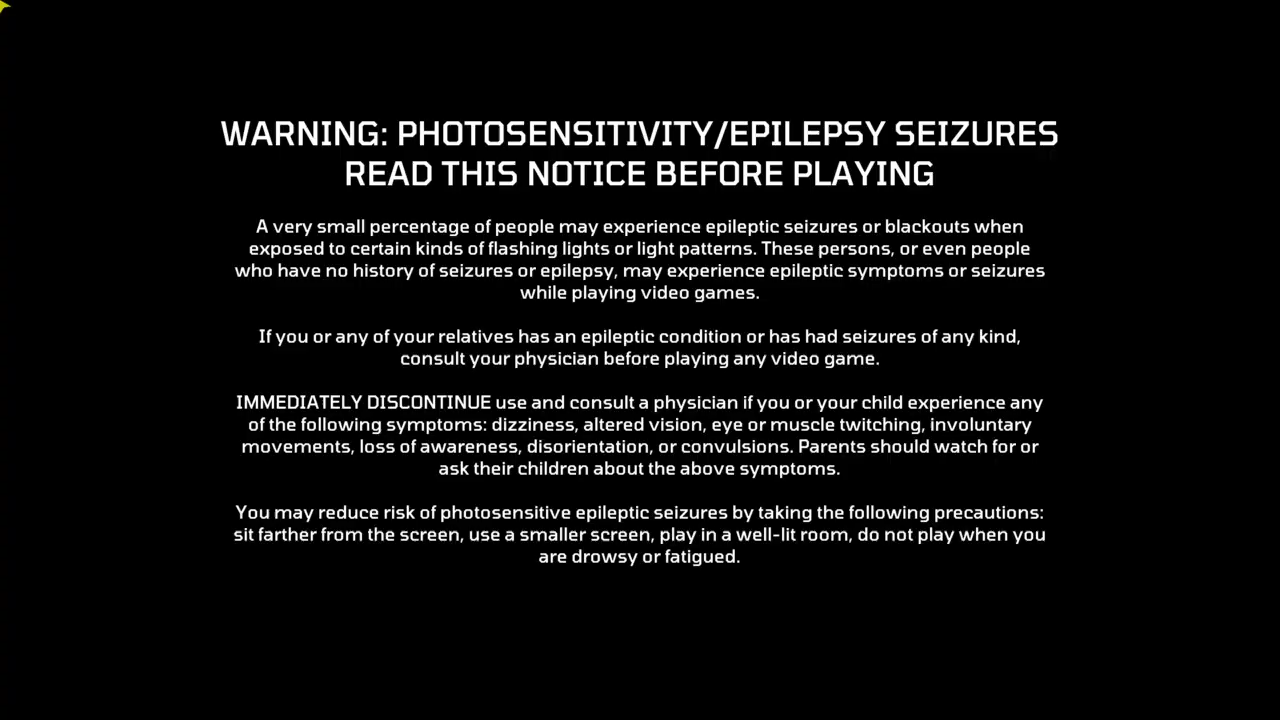 WARNING: PHOTOSENSITIVITY/EPILEPSY SEIZURES
READ THIS NOTICE BEFORE PLAYING
A very small percentage of people may experience epileptic seizures or blackouts when
exposed to certain kinds of flashing lights or light patterns. These persons, or even people
who have no history of seizures or epilepsy, may experience epileptic symptoms or seizures
while playing video games.
If you or any of your relatives has an epileptic condition or has had seizures of any kind,
consult your physician before playing any video game.
IMMEDIATELY DISCONTINUE use and consult a physician if you or your child experience any
of the following symptoms: dizziness, altered vision, eye or muscle twitching, involuntary
movements, loss of awareness, disorientation, or convulsions. Parents should watch for or
ask their children about the above symptoms.
You may reduce risk of photosensitive epileptic seizures by taking the following precautions:
sit farther from the screen, use a smaller screen, play in a well-lit room, do not play when you
are drowsy or fatigued.